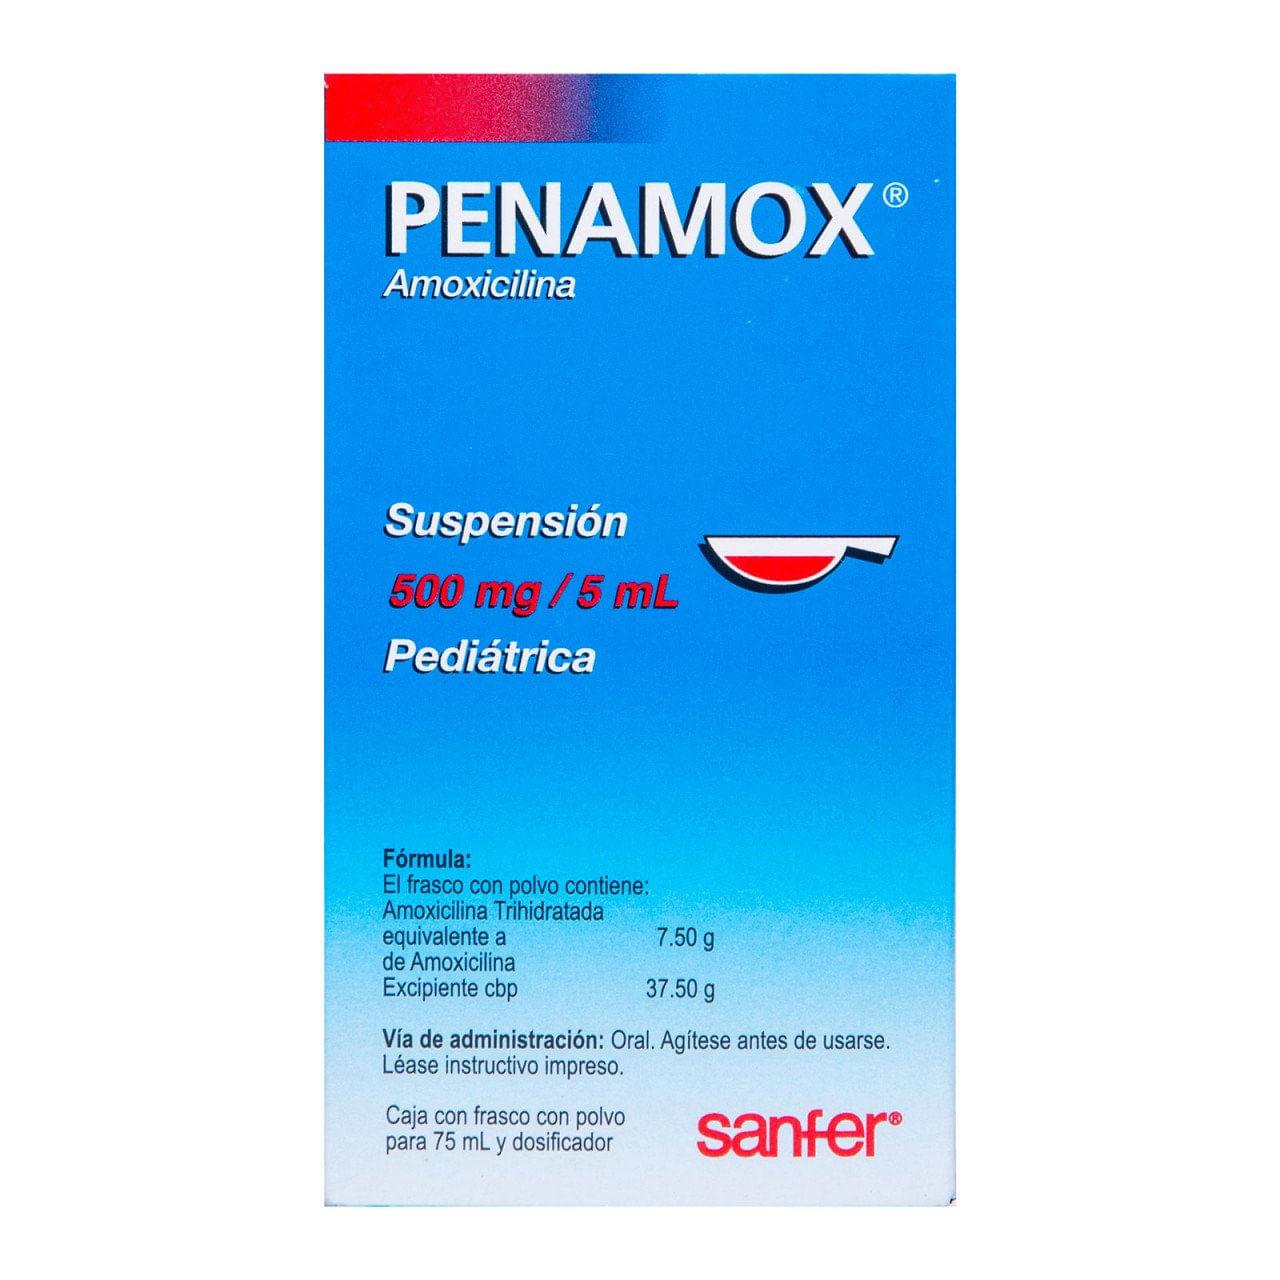 PENAMOX®
Amoxicilina
Suspensión
500 mg / 5 mL
Pediátrica
Fórmula:
El frasco con polvo contiene:
Amoxicilina Trihidratada
equivalente a 7.50 g
de Amoxicilina
Excipiente cbp 37.50 g
Vía de administración: Oral. Agítese antes de usarse.
Léase instructivo impreso.
Caja con frasco con polvo
para 75 mL y dosificador
sanfer®